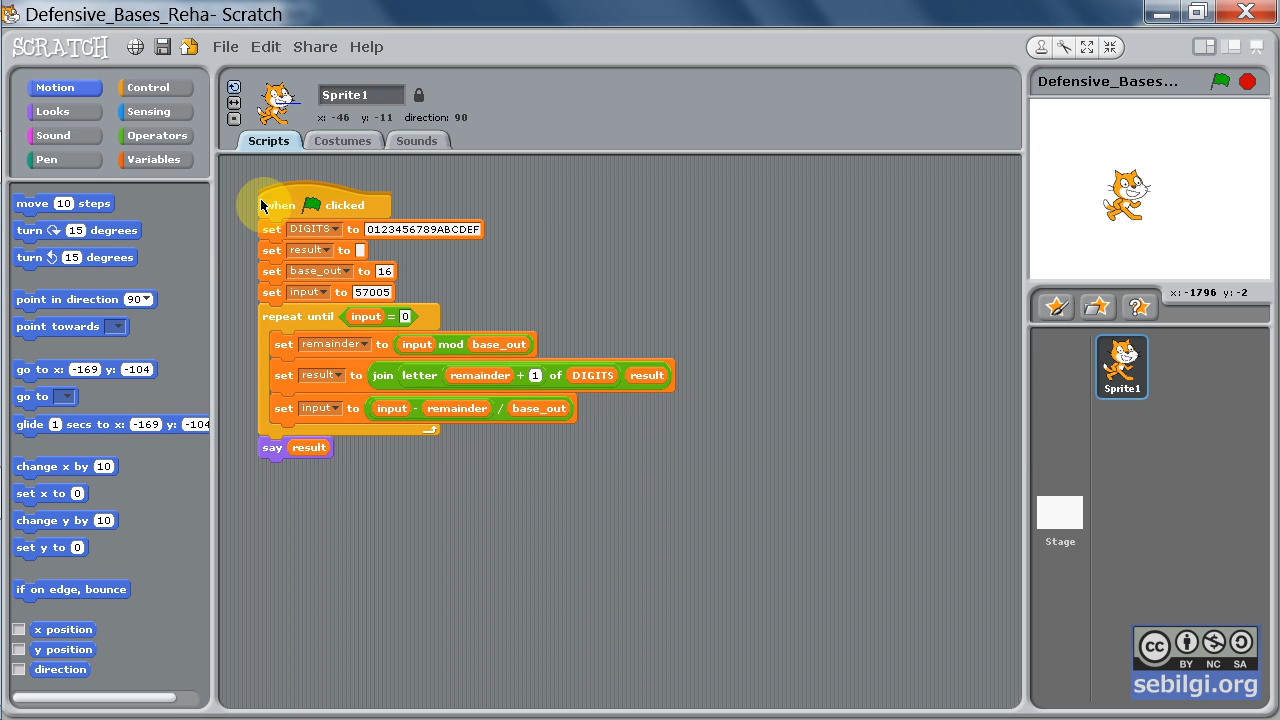 Defensive_Bases_Reha- Scratch
SCRATCH File Edit Share Help
Motion Control
Looks Sensing
Sound Operators
Pen Variables
move 10 steps
turn 15 degrees
turn 15 degrees
point in direction 90
point towards
go to x: -169 y: -104
go to
glide 1 secs to x: -169 y: -104
change x by 10
set x to 0
change y by 10
set y to 0
if on edge, bounce
x position
y position
direction
Sprite1
x: -46 y: -11 direction: 90
Scripts Costumes Sounds
when clicked
set DIGITS to 0123456789ABCDEF
set result to
set base_out to 16
set input to 57005
repeat until input = 0
set remainder to input mod base_out
set result to join letter remainder + 1 of DIGITS result
set input to input - remainder / base_out
say result
Defensive_Bases...
x: -1796 y: -2
Sprite1
Stage
CC BY NC SA
sebilgi.org